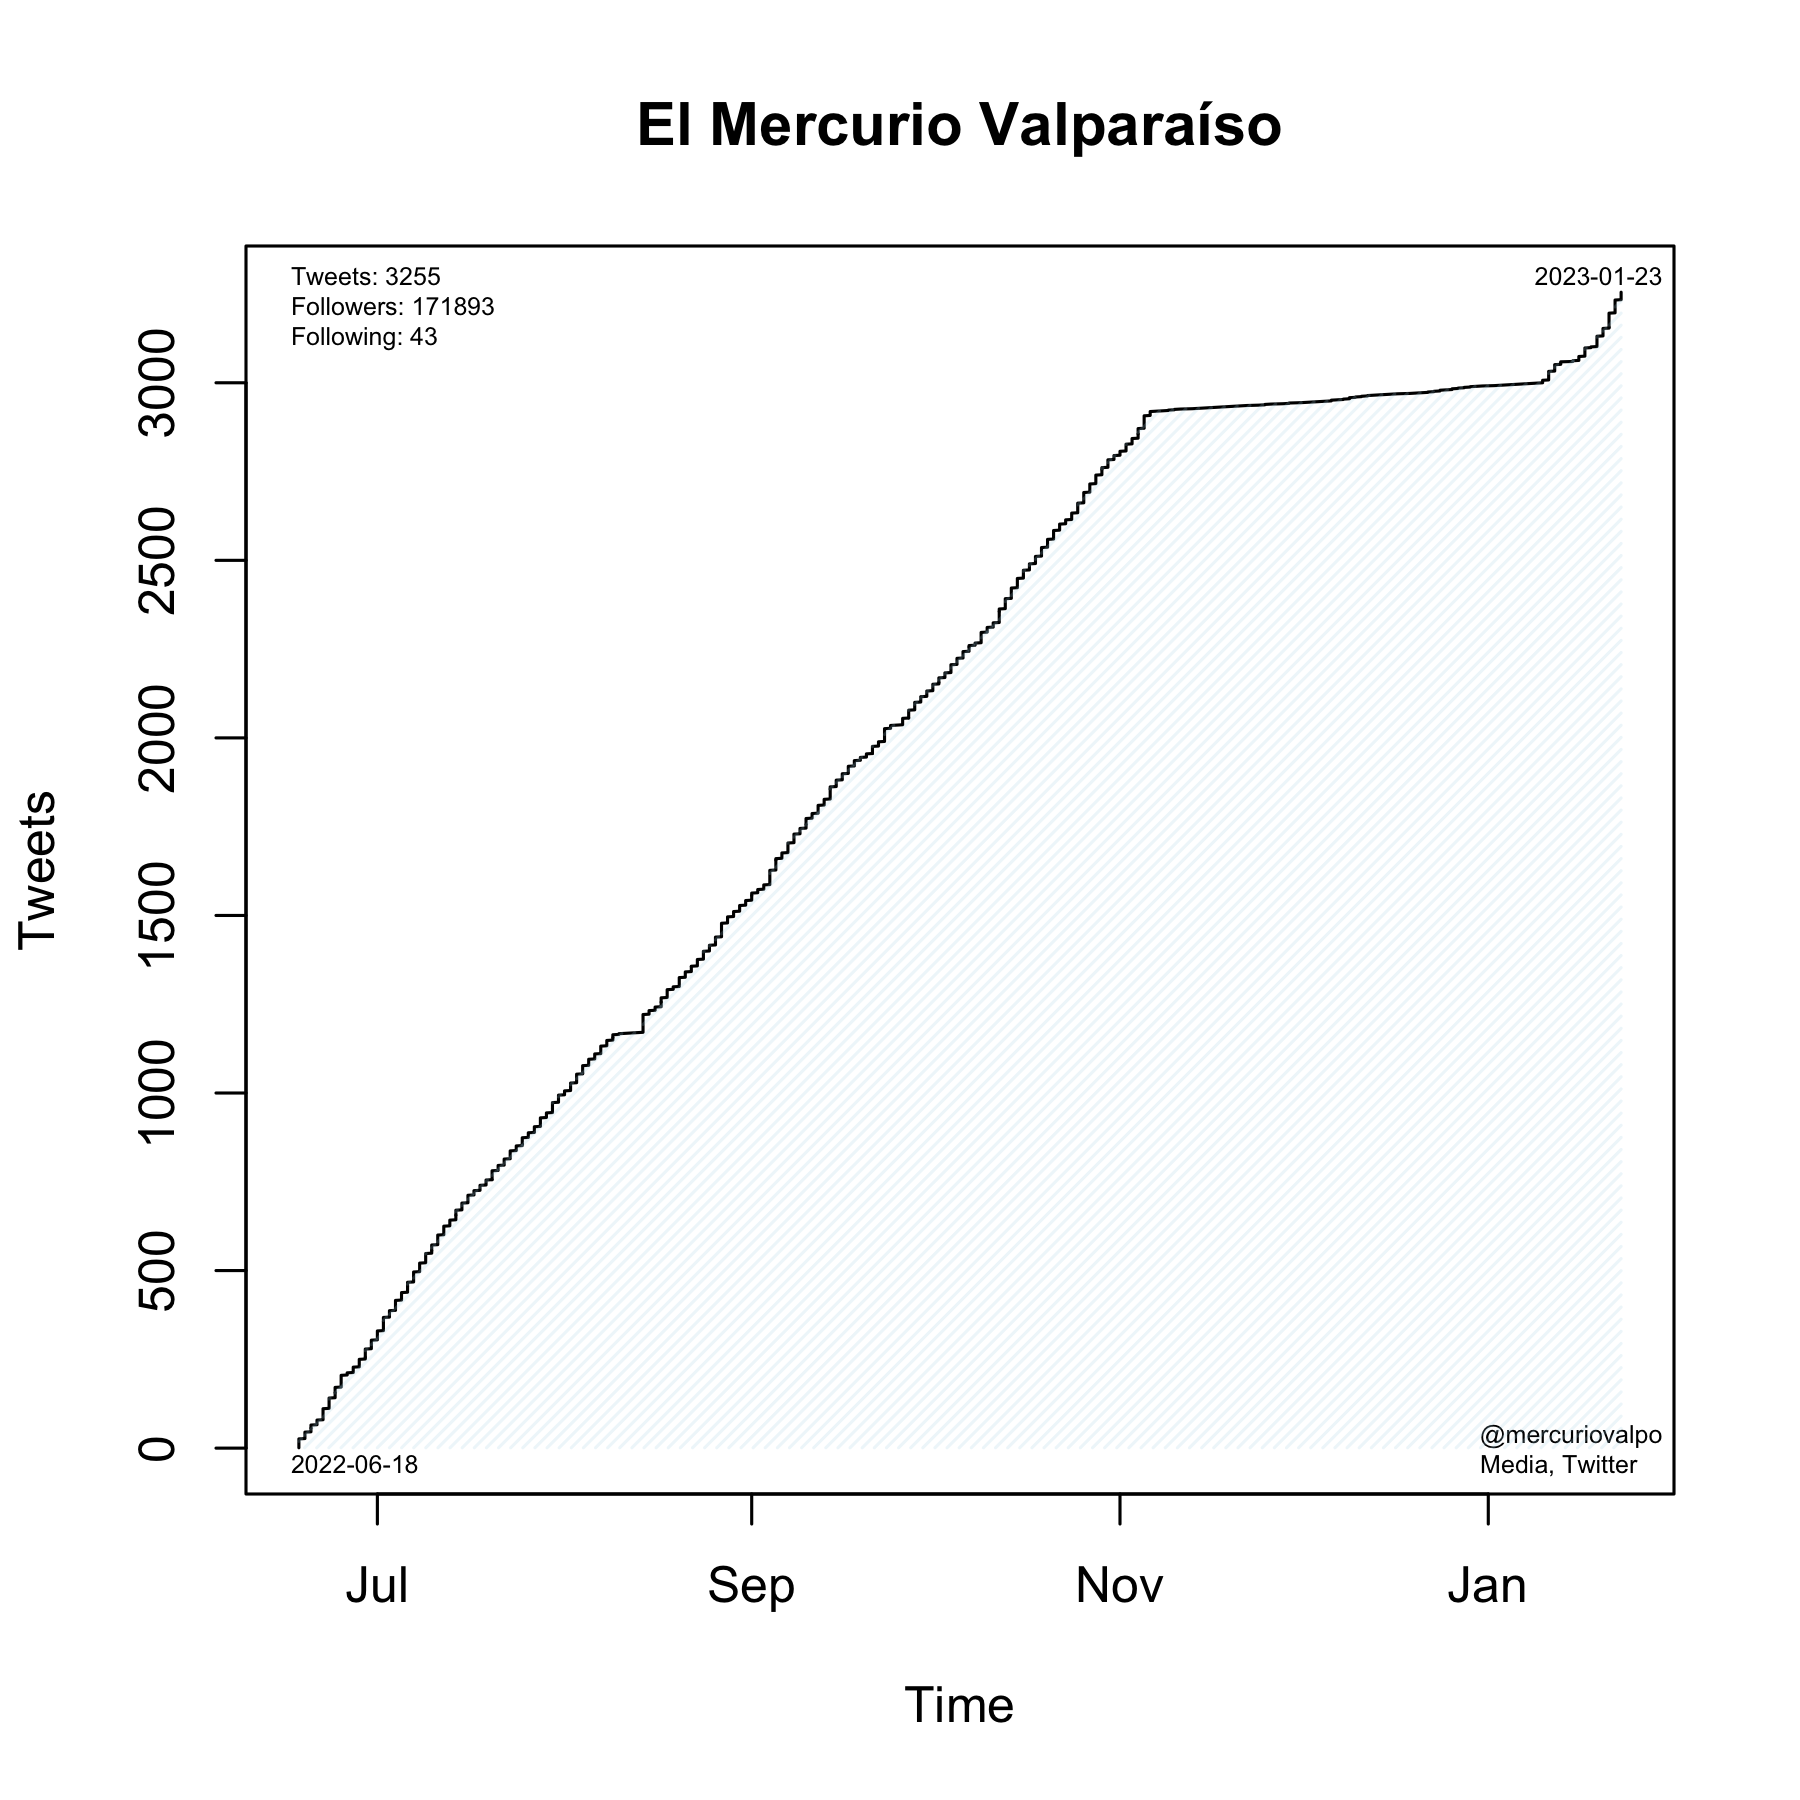 El Mercurio Valparaíso
Tweets: 3255
Followers: 171893
Following: 43
2023-01-23
3000
2500
2000
1500
1000
500
0
Tweets
2022-06-18
@mercuriovalpo
Media, Twitter
Jul Sep Nov Jan
Time